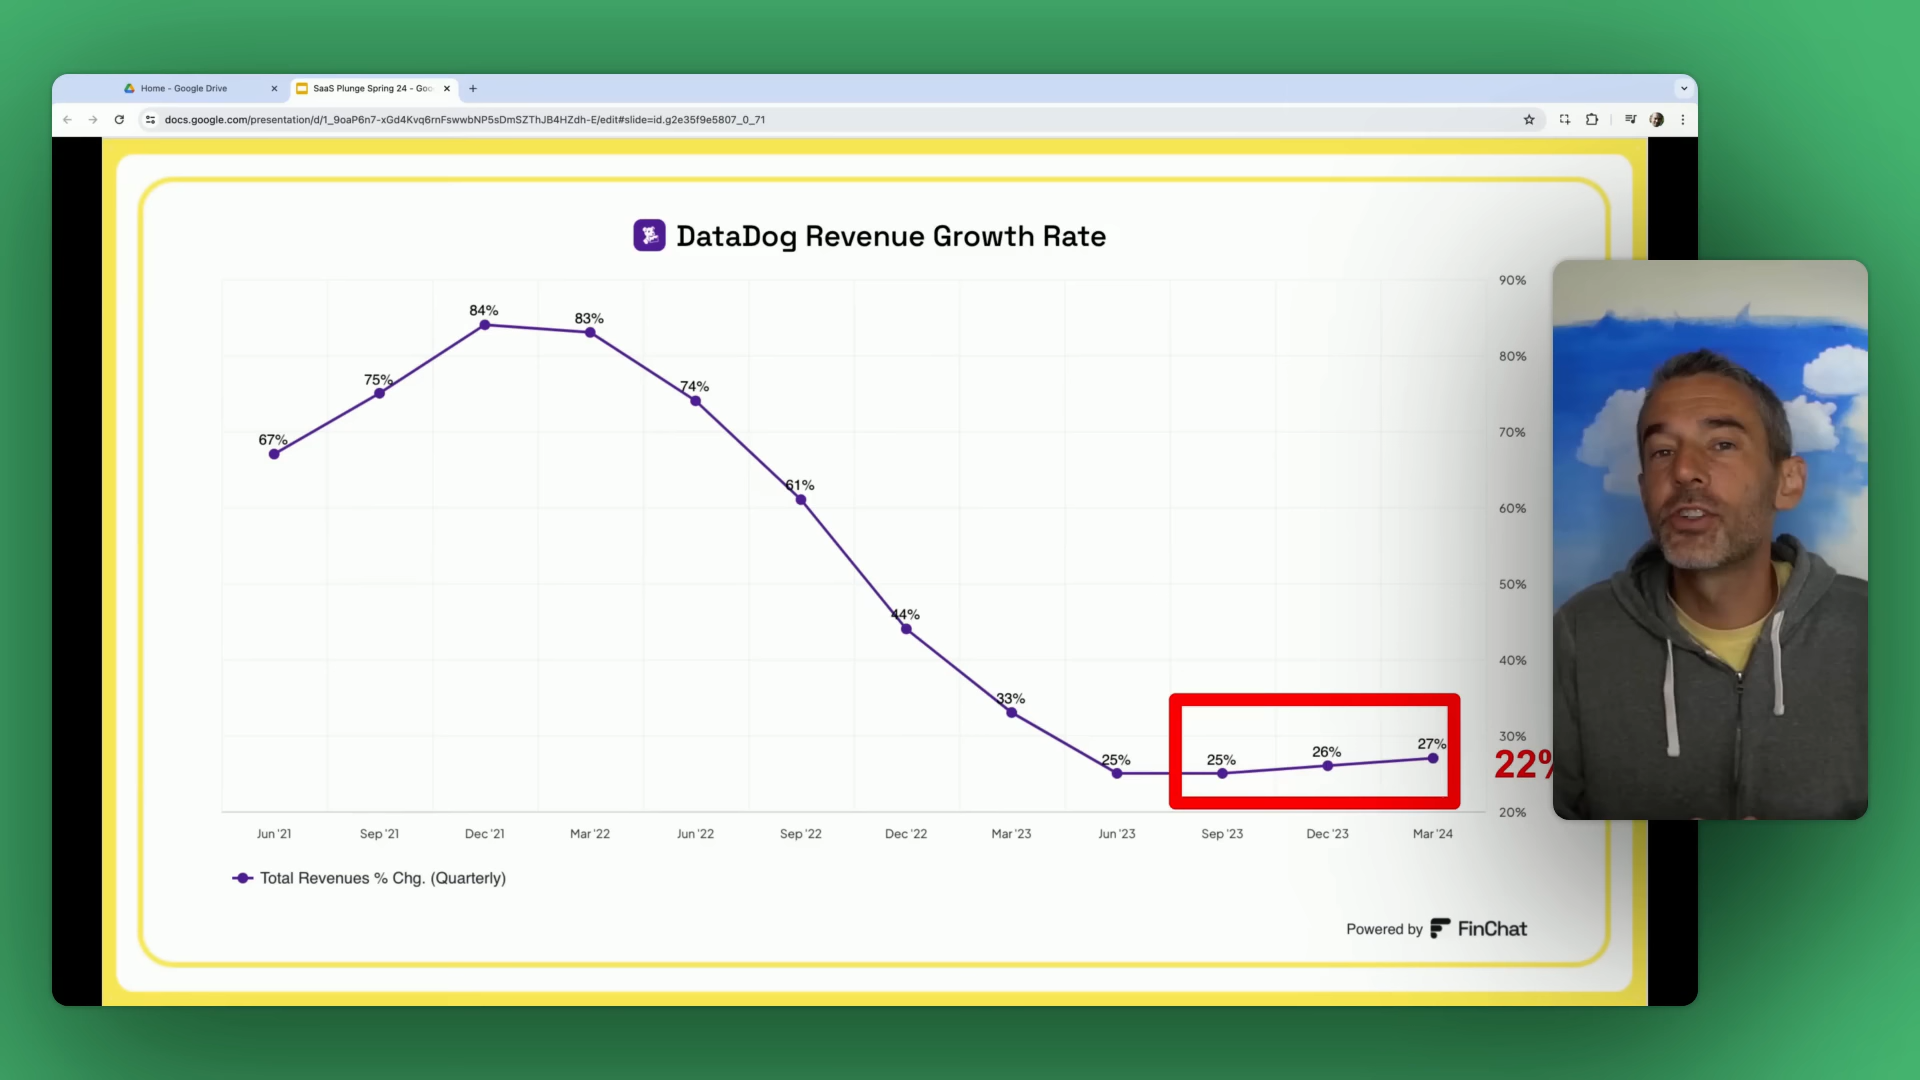 Home - Google Drive
SaaS Plunge Spring 24 - Goo
docs.google.com/presentation/d/1_9oaP6n7-xGd4Kvq6rnFswwbNP5sDmSZThJB4HZdh-E/edit#slide=id.g2e35f9e5807_0_71
DataDog Revenue Growth Rate
90%
84%
83%
80%
75%
74%
70%
67%
61%
60%
50%
44%
40%
33%
30%
25%
25%
26%
27%
22%
20%
Jun '21
Sep '21
Dec '21
Mar '22
Jun '22
Sep '22
Dec '22
Mar '23
Jun '23
Sep '23
Dec '23
Mar '24
Total Revenues % Chg. (Quarterly)
Powered by FinChat